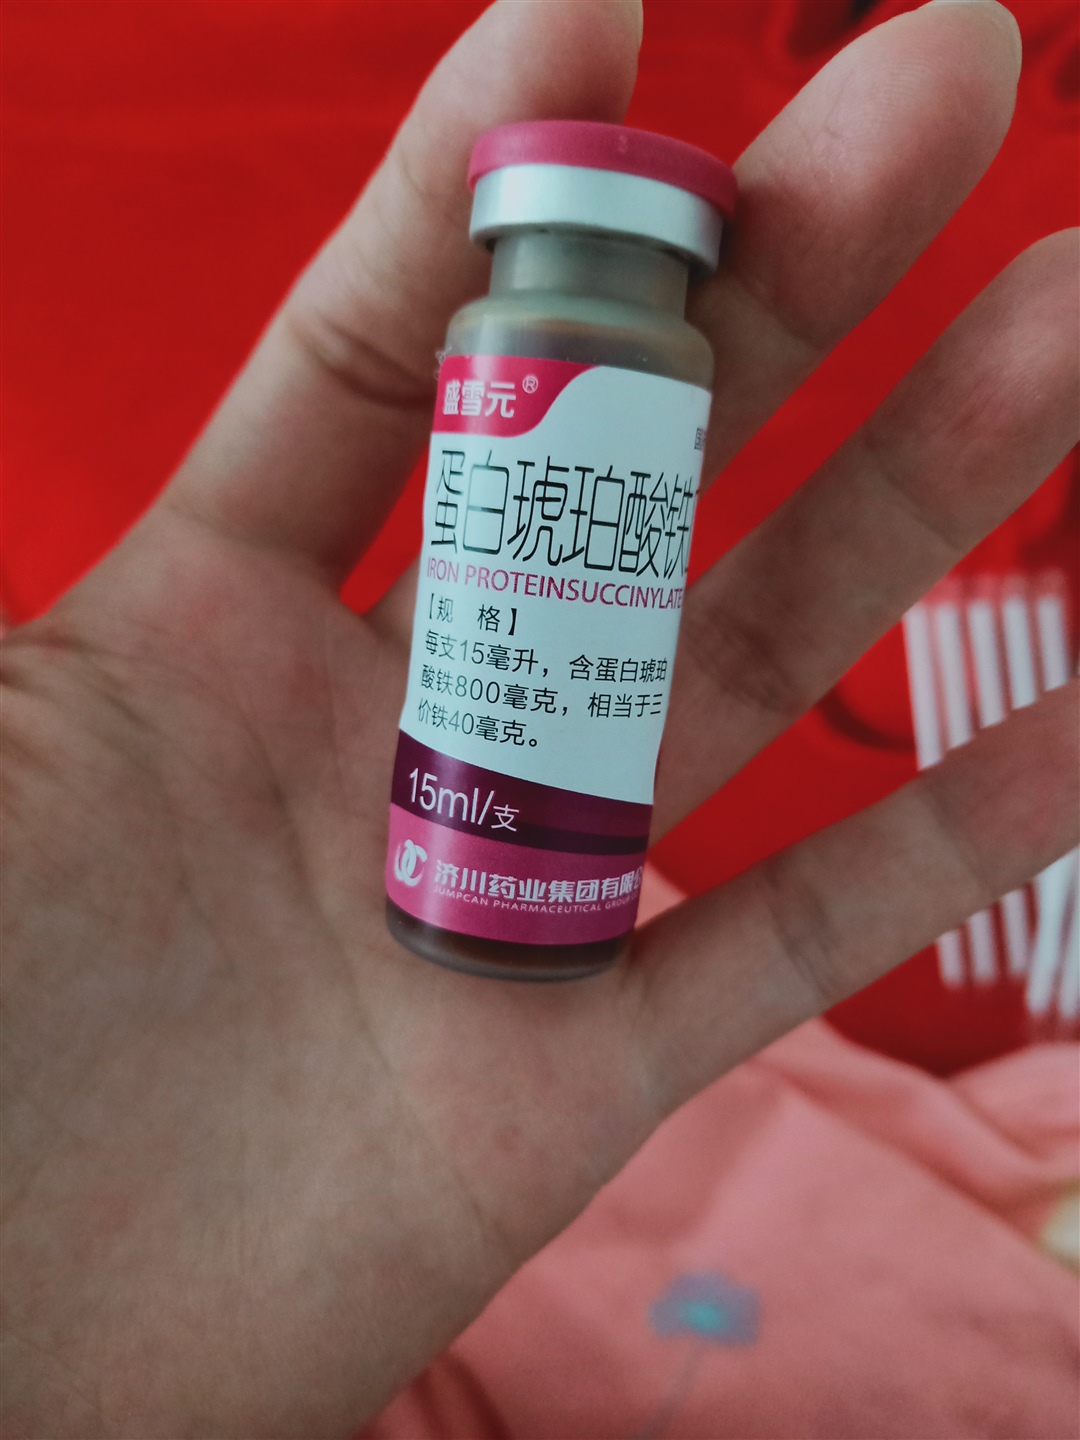 盛雪元®
国
蛋白琥珀酸铁
IRON PROTEINSUCCINYLATE
【规 格】
每支15毫升，含蛋白琥珀
酸铁800毫克，相当于三
价铁40毫克。
15ml/支
济川药业集团有限公
JUMPCAN PHARMACEUTICAL GROUP